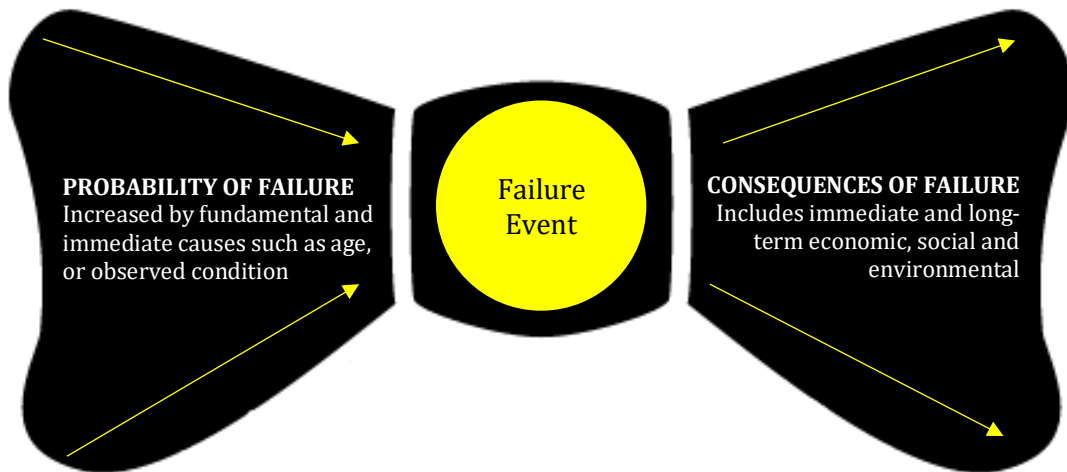 PROBABILITY OF FAILURE
Increased by fundamental and
immediate causes such as age,
or observed condition
Failure
Event
CONSEQUENCES OF FAILURE
Includes immediate and long-
term economic, social and
environmental